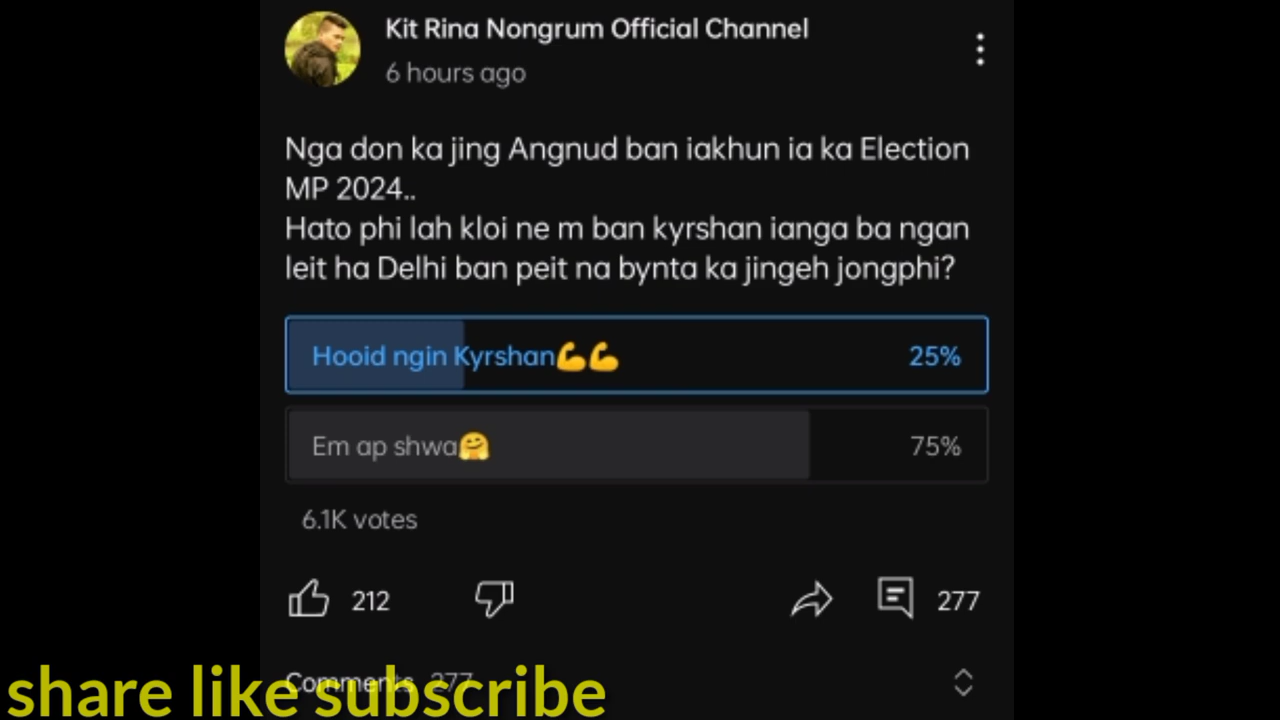 Kit Rina Nongrum Official Channel
6 hours ago
Nga don ka jing Angnud ban iakhun ia ka Election
MP 2024..
Hato phi lah kloi ne m ban kyrshan ianga ba ngan
leit ha Delhi ban peit na bynta ka jingeh jongphi?
Hooid ngin Kyrshan💪💪 25%
Em ap shwa🤗 75%
6.1K votes
212 277
Comments 277
share like subscribe